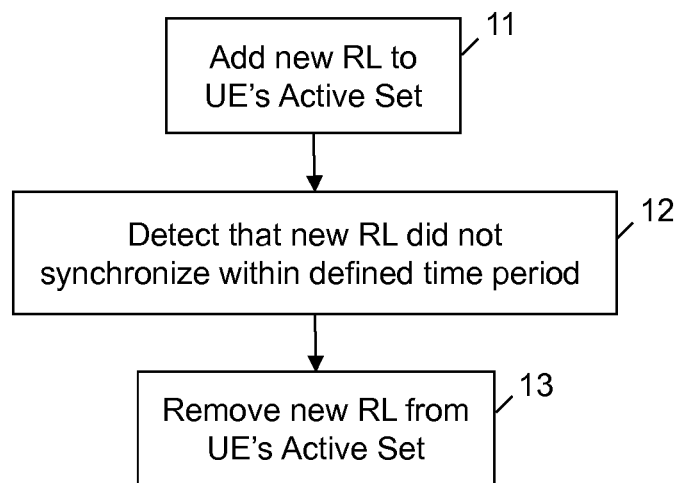 11
Add new RL to
UE's Active Set
12
Detect that new RL did not
synchronize within defined time period
13
Remove new RL from
UE's Active Set